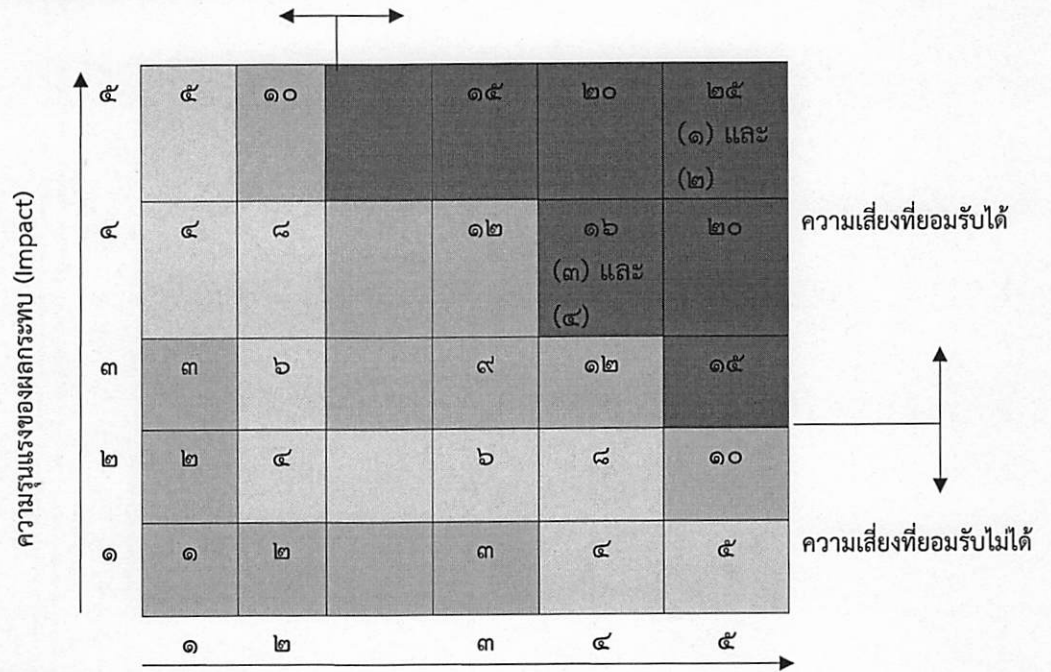 ๕ ๕ ๑๐ ๑๕ ๒๐ ๒๕
(๑) และ
(๒)
๔ ๔ ๘ ๑๒ ๑๖ ๒๐
(๓) และ
(๔)
ความเสี่ยงที่ยอมรับได้
๓ ๓ ๖ ๙ ๑๒ ๑๕
๒ ๒ ๔ ๖ ๘ ๑๐
๑ ๑ ๒ ๓ ๔ ๕
ความเสี่ยงที่ยอมรับไม่ได้
๑ ๒ ๓ ๔ ๕
ความรุนแรงของผลกระทบ (Impact)